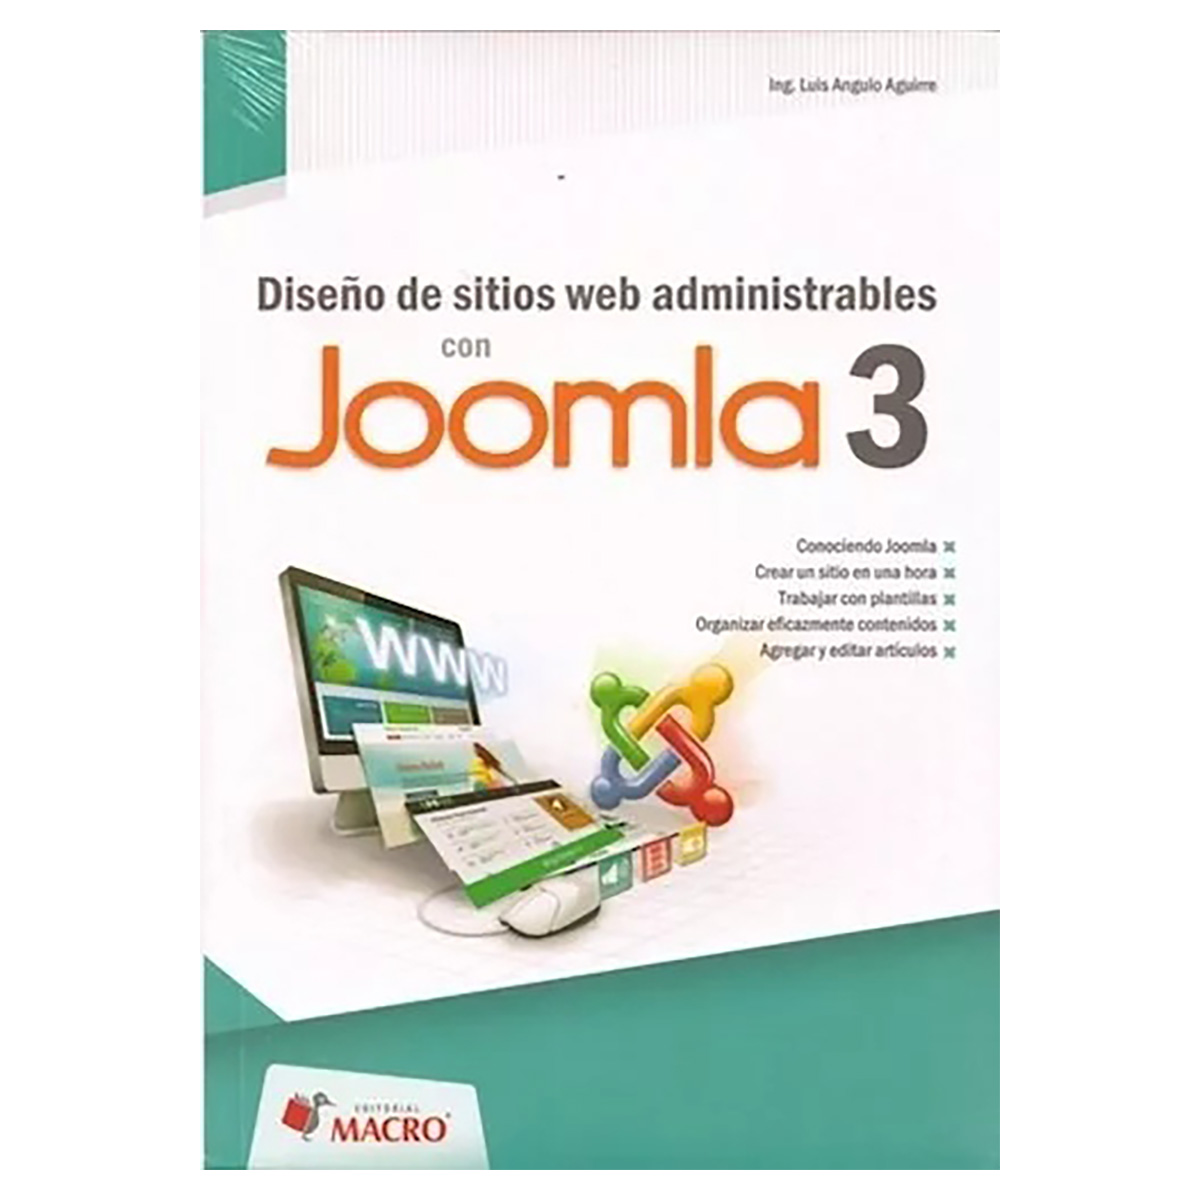 Ing. Luis Angulo Aguirre
Diseño de sitios web administrables
con
Joomla 3
Conociendo Joomla
Crear un sitio en una hora
Trabajar con plantillas
Organizar eficazmente contenidos
Agregar y editar artículos
WWW
EDITORIAL
MACRO®